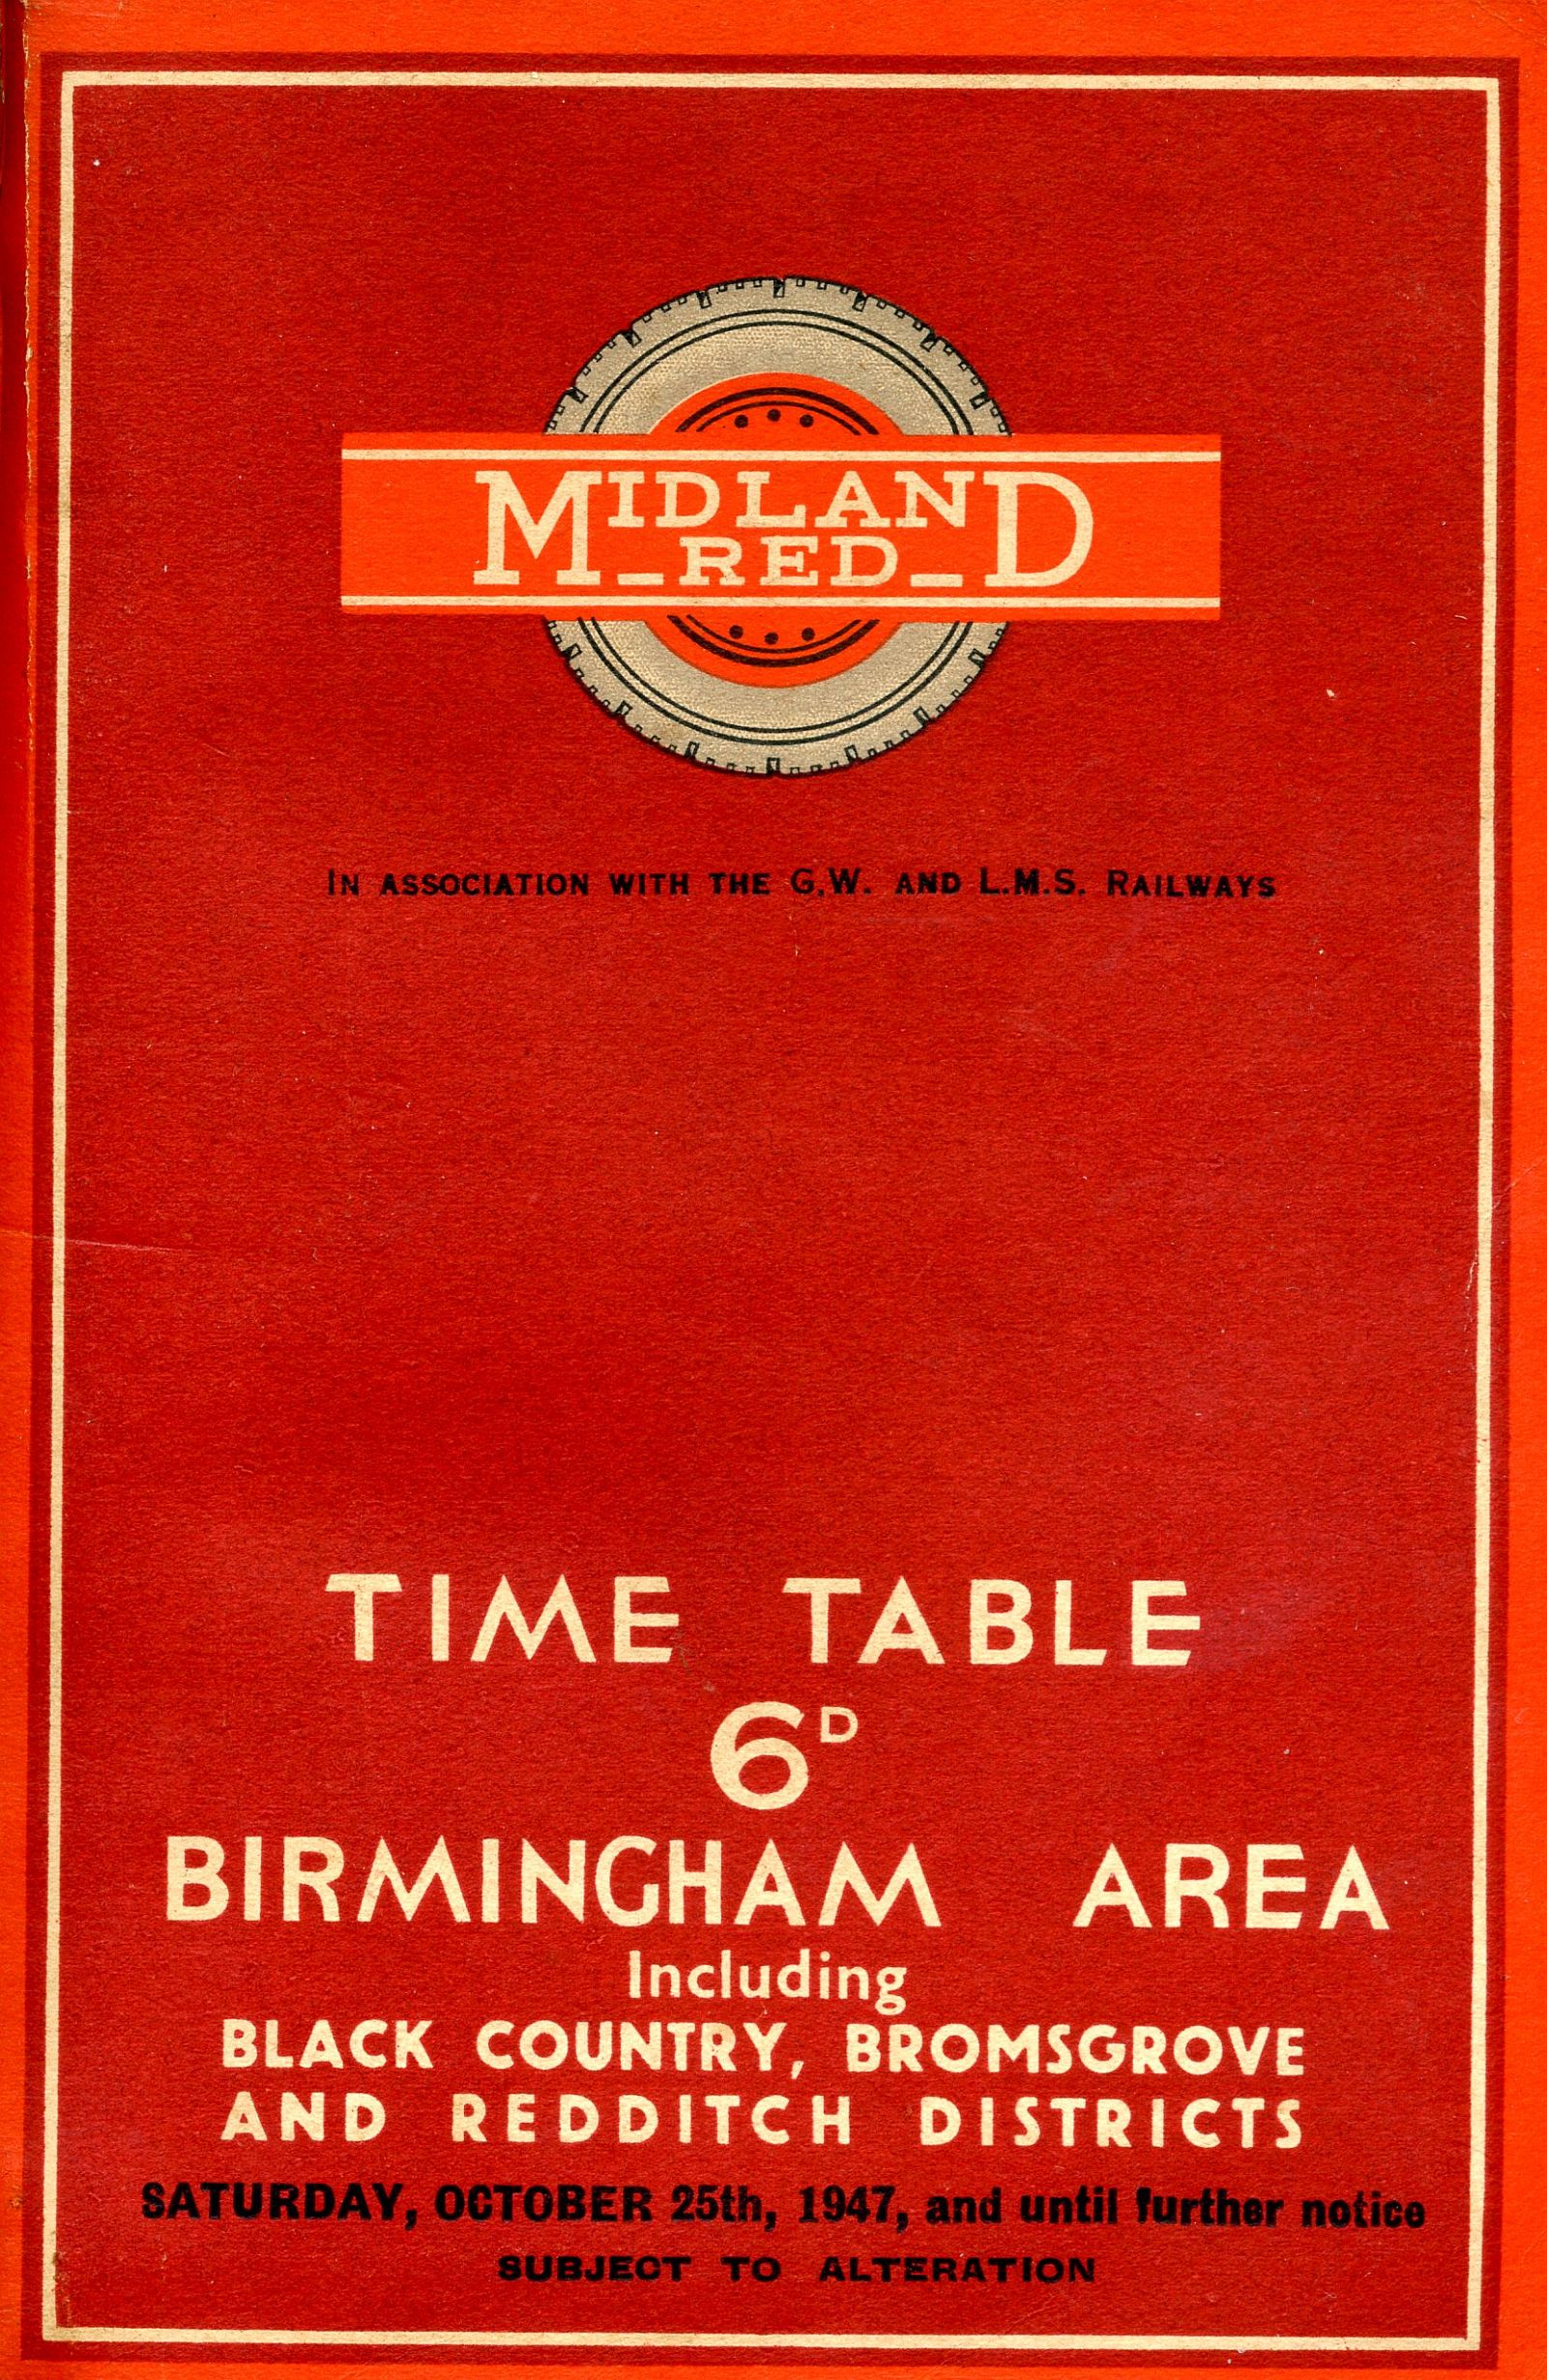 MIDLAND
RED
IN ASSOCIATION WITH THE G.W. AND L.M.S. RAILWAYS
TIME TABLE
6D
BIRMINGHAM AREA
Including
BLACK COUNTRY, BROMSGROVE
AND REDDITCH DISTRICTS
SATURDAY, OCTOBER 25th, 1947, and until further notice
SUBJECT TO ALTERATION